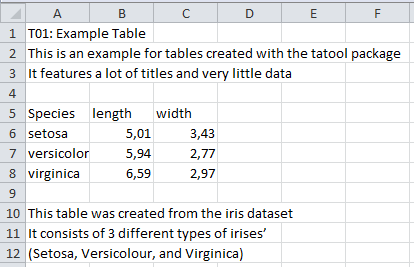 A B C D E F
1 T01: Example Table
2 This is an example for tables created with the tatool package
3 It features a lot of titles and very little data
4
5 Species length width
6 setosa 5,01 3,43
7 versicolor 5,94 2,77
8 virginica 6,59 2,97
9
10 This table was created from the iris dataset
11 It consists of 3 different types of irises’
12 (Setosa, Versicolour, and Virginica)